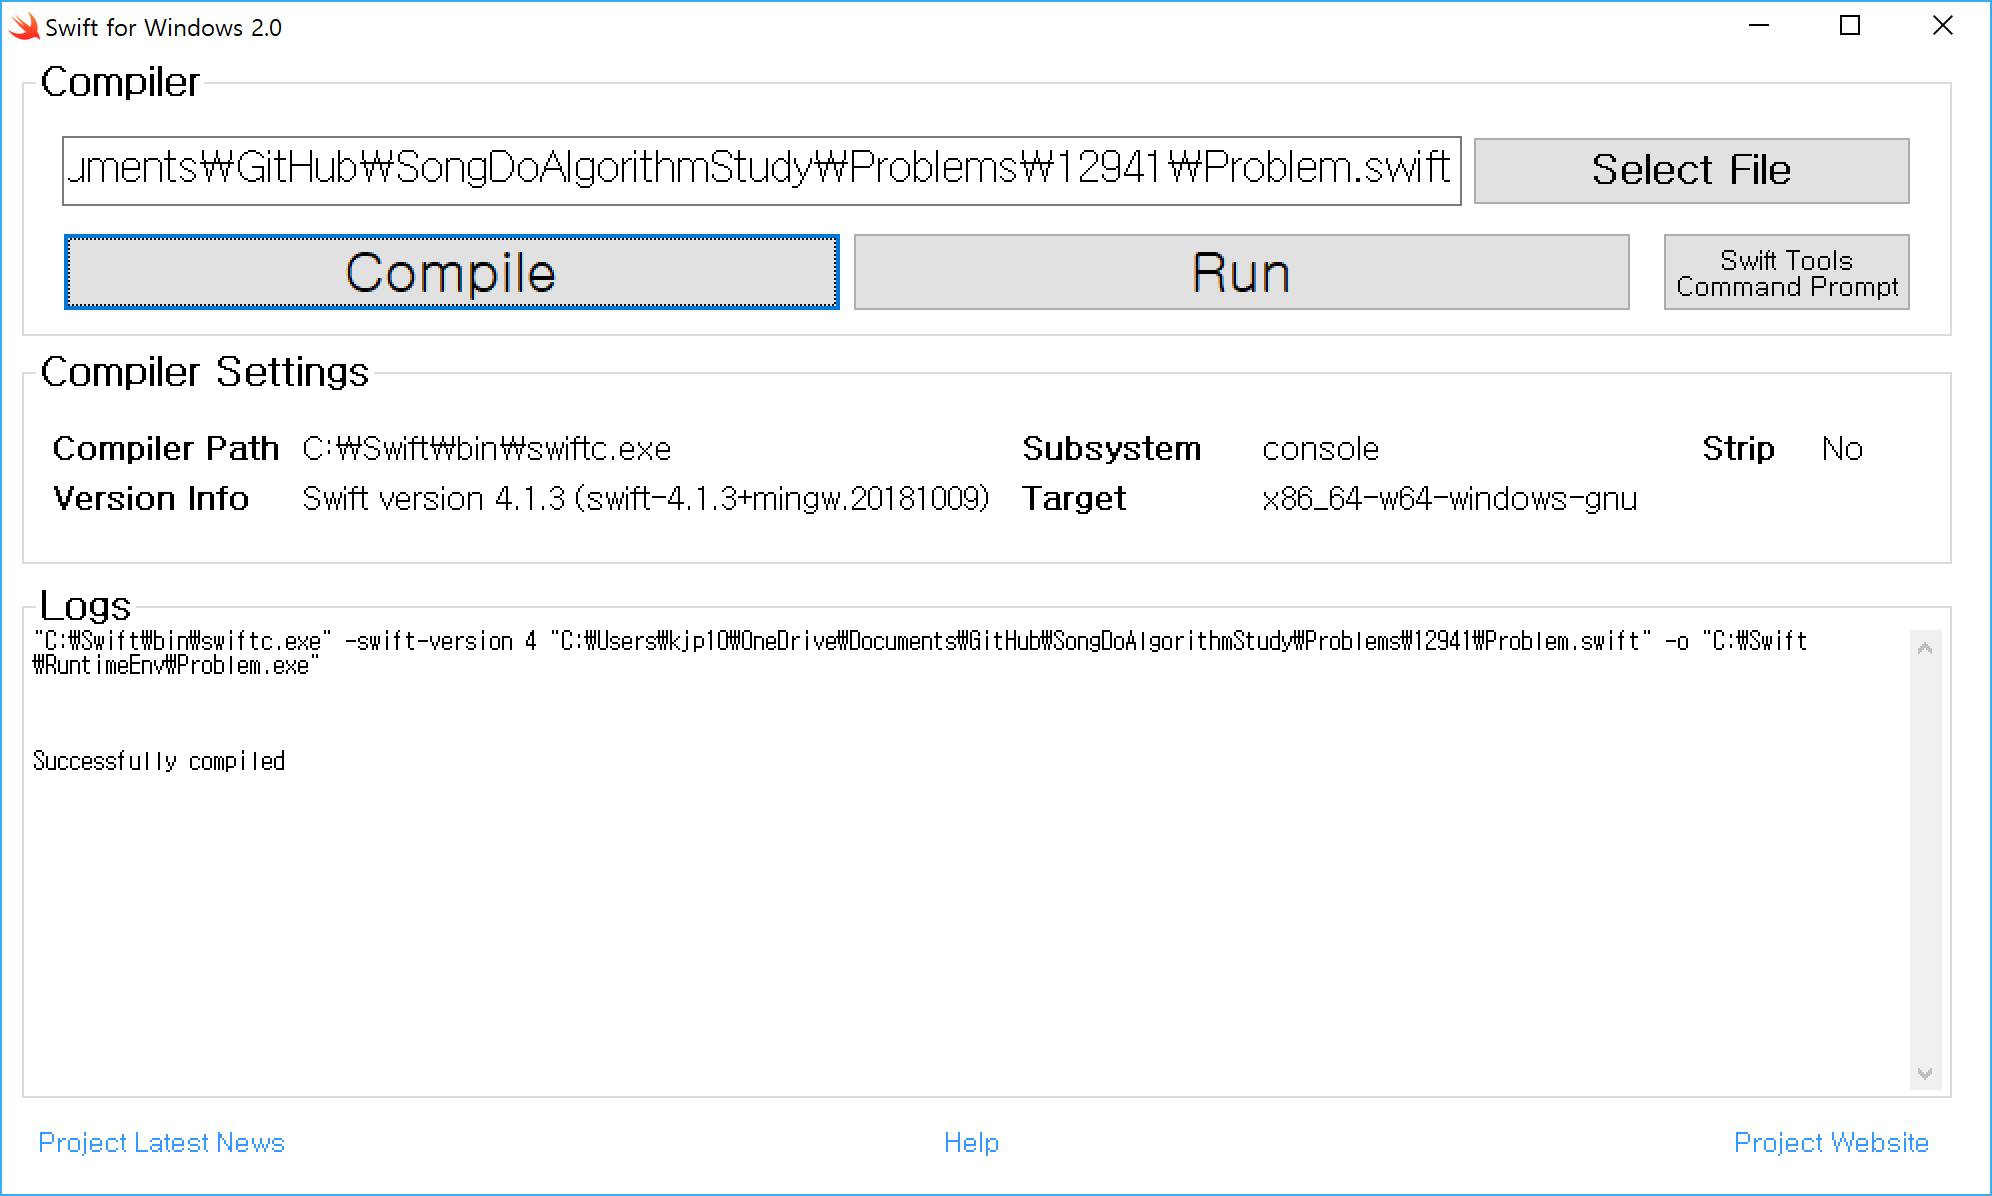 Swift for Windows 2.0
Compiler
uments₩GitHub₩SongDoAlgorithmStudy₩Problems₩12941₩Problem.swift
Select File
Compile
Run
Swift Tools
Command Prompt
Compiler Settings
Compiler Path C:₩Swift₩bin₩swiftc.exe Subsystem console Strip No
Version Info Swift version 4.1.3 (swift-4.1.3+mingw.20181009) Target x86_64-w64-windows-gnu
Logs
"C:₩Swift₩bin₩swiftc.exe" -swift-version 4 "C:₩Users₩kjp10₩OneDrive₩Documents₩GitHub₩SongDoAlgorithmStudy₩Problems₩12941₩Problem.swift" -o "C:₩Swift
₩RuntimeEnv₩Problem.exe"
Successfully compiled
Project Latest News Help Project Website